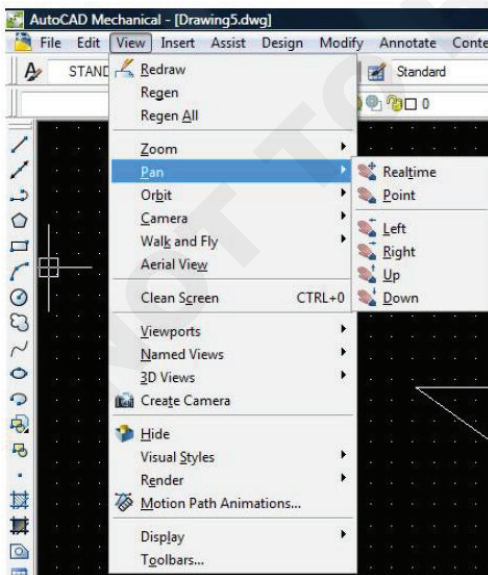 AutoCAD Mechanical - [Drawing5.dwg]
File Edit View Insert Assist Design Modify Annotate Conte
STAND Standard
0
Redraw
Regen
Regen All
Zoom
Pan
Realtime
Orbit
Point
Camera
Left
Walk and Fly
Right
Aerial View
Up
Clean Screen CTRL+0
Down
Viewports
Named Views
3D Views
Create Camera
Hide
Visual Styles
Render
Motion Path Animations...
Display
Toolbars...